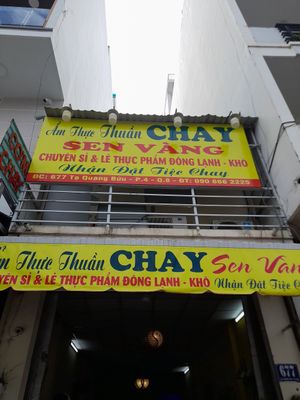 Ẩm Thực Thuần CHAY
SEN VÀNG
CHUYÊN SỈ & LẺ THỰC PHẨM ĐÔNG LẠNH - KHÔ
Nhận Đặt Tiệc Chay
ĐC: 677 Tạ Quang Bửu - P.4 - Q.8 - ĐT: 090 666 2225
Thực Thuần CHAY Sen Vàn
SỈ & LẺ THỰC PHẨM ĐÔNG LẠNH - KHÔ Nhận Đặt Tiệc C
677